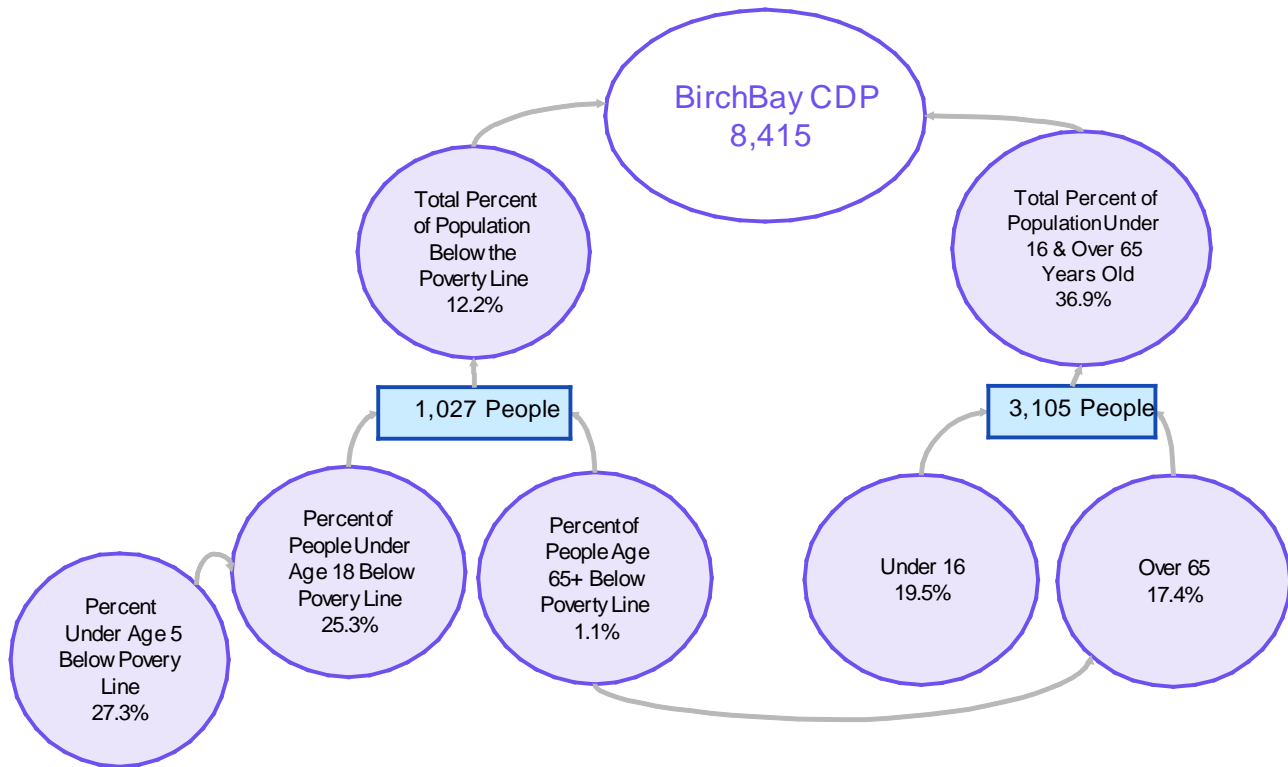 BirchBay CDP
8,415
Total Percent
of Population
Below the
Poverty Line
12.2%
Total Percent of
Population Under
16 & Over 65
Years Old
36.9%
1,027 People
3,105 People
Percent of
People Under
Age 18 Below
Povery Line
25.3%
Percent of
People Age
65+ Below
Poverty Line
1.1%
Under 16
19.5%
Over 65
17.4%
Percent
Under Age 5
Below Povery
Line
27.3%